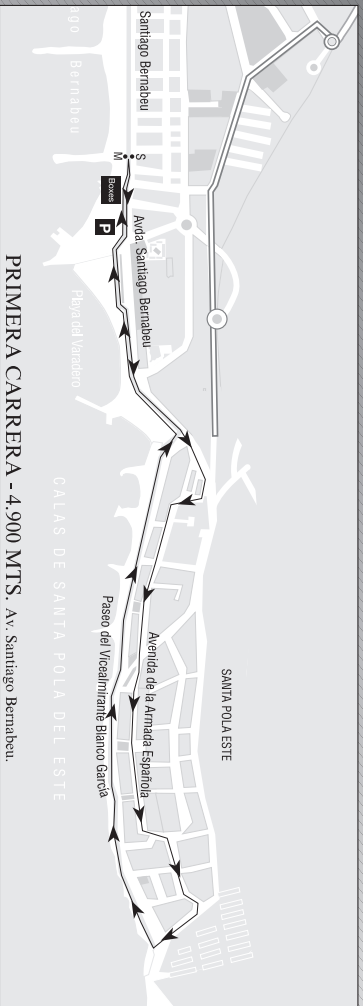 Santiago Bernabeu
ago Bernabeu
S
M
Boxes
P
Avda. Santiago Bernabeu
Playa del Varadero
SANTA POLA ESTE
Avenida de la Armada Española
Paseo del Vicealmirante Blanco García
CALAS DE SANTA POLA DEL ESTE
PRIMERA CARRERA - 4.900 MTS. Av. Santiago Bernabeu.